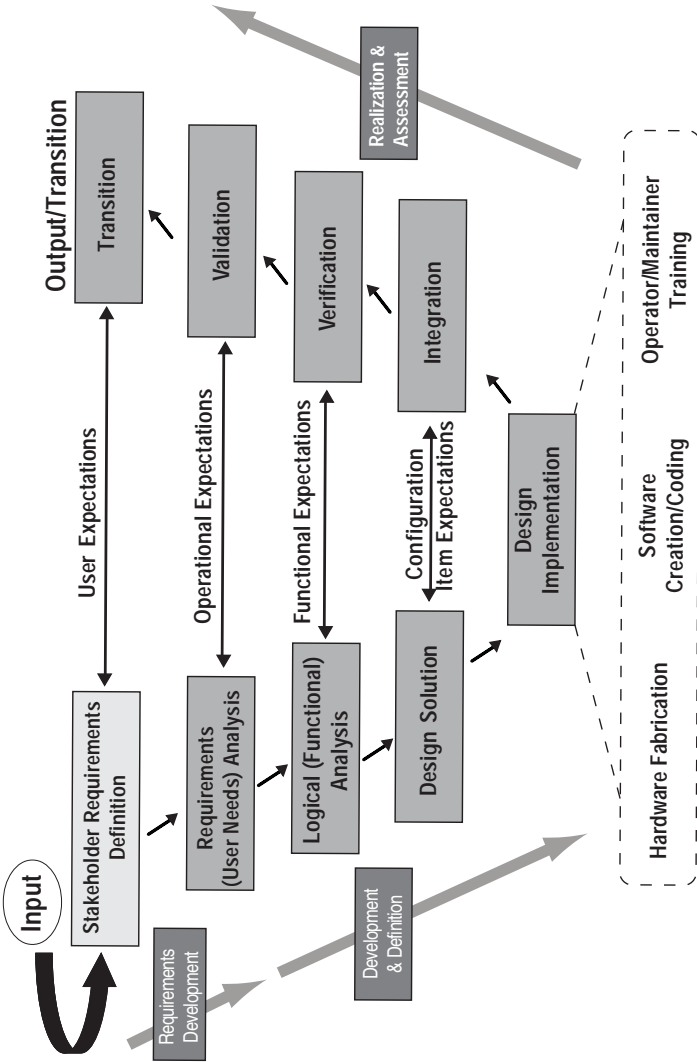 Input
Output/Transition
Stakeholder Requirements
Definition
User Expectations
Transition
Requirements
Development
Requirements
(User Needs) Analysis
Operational Expectations
Validation
Logical (Functional)
Analysis
Functional Expectations
Verification
Realization &
Assessment
Development
& Definition
Design Solution
Configuration
Item Expectations
Integration
Design
Implementation
Hardware Fabrication
Software
Creation/Coding
Operator/Maintainer
Training